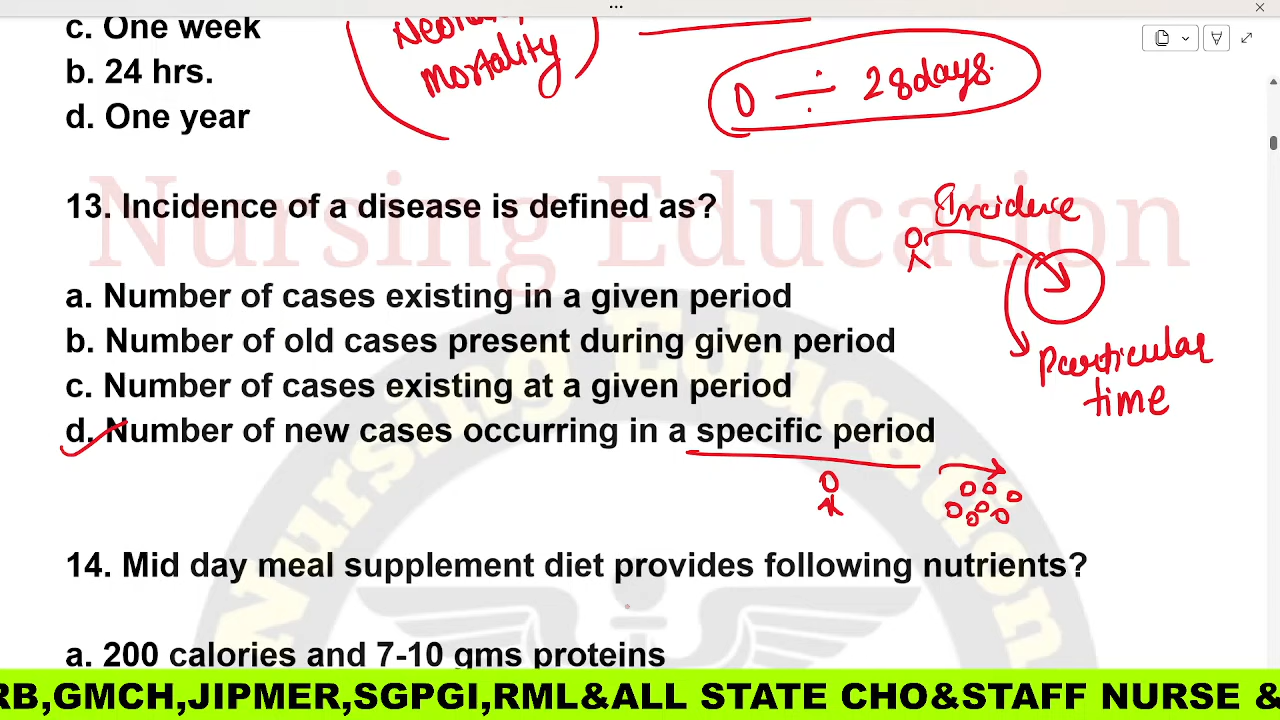 c. One week
b. 24 hrs.
d. One year
mortality
0 ÷ 28days.
13. Incidence of a disease is defined as?
Incidence
a. Number of cases existing in a given period
b. Number of old cases present during given period
c. Number of cases existing at a given period
d. Number of new cases occurring in a specific period
Particular
time
14. Mid day meal supplement diet provides following nutrients?
a. 200 calories and 7-10 gms proteins
RB,GMCH,JIPMER,SGPGI,RML&ALL STATE CHO&STAFF NURSE &
Nursing Education
Nursing Education